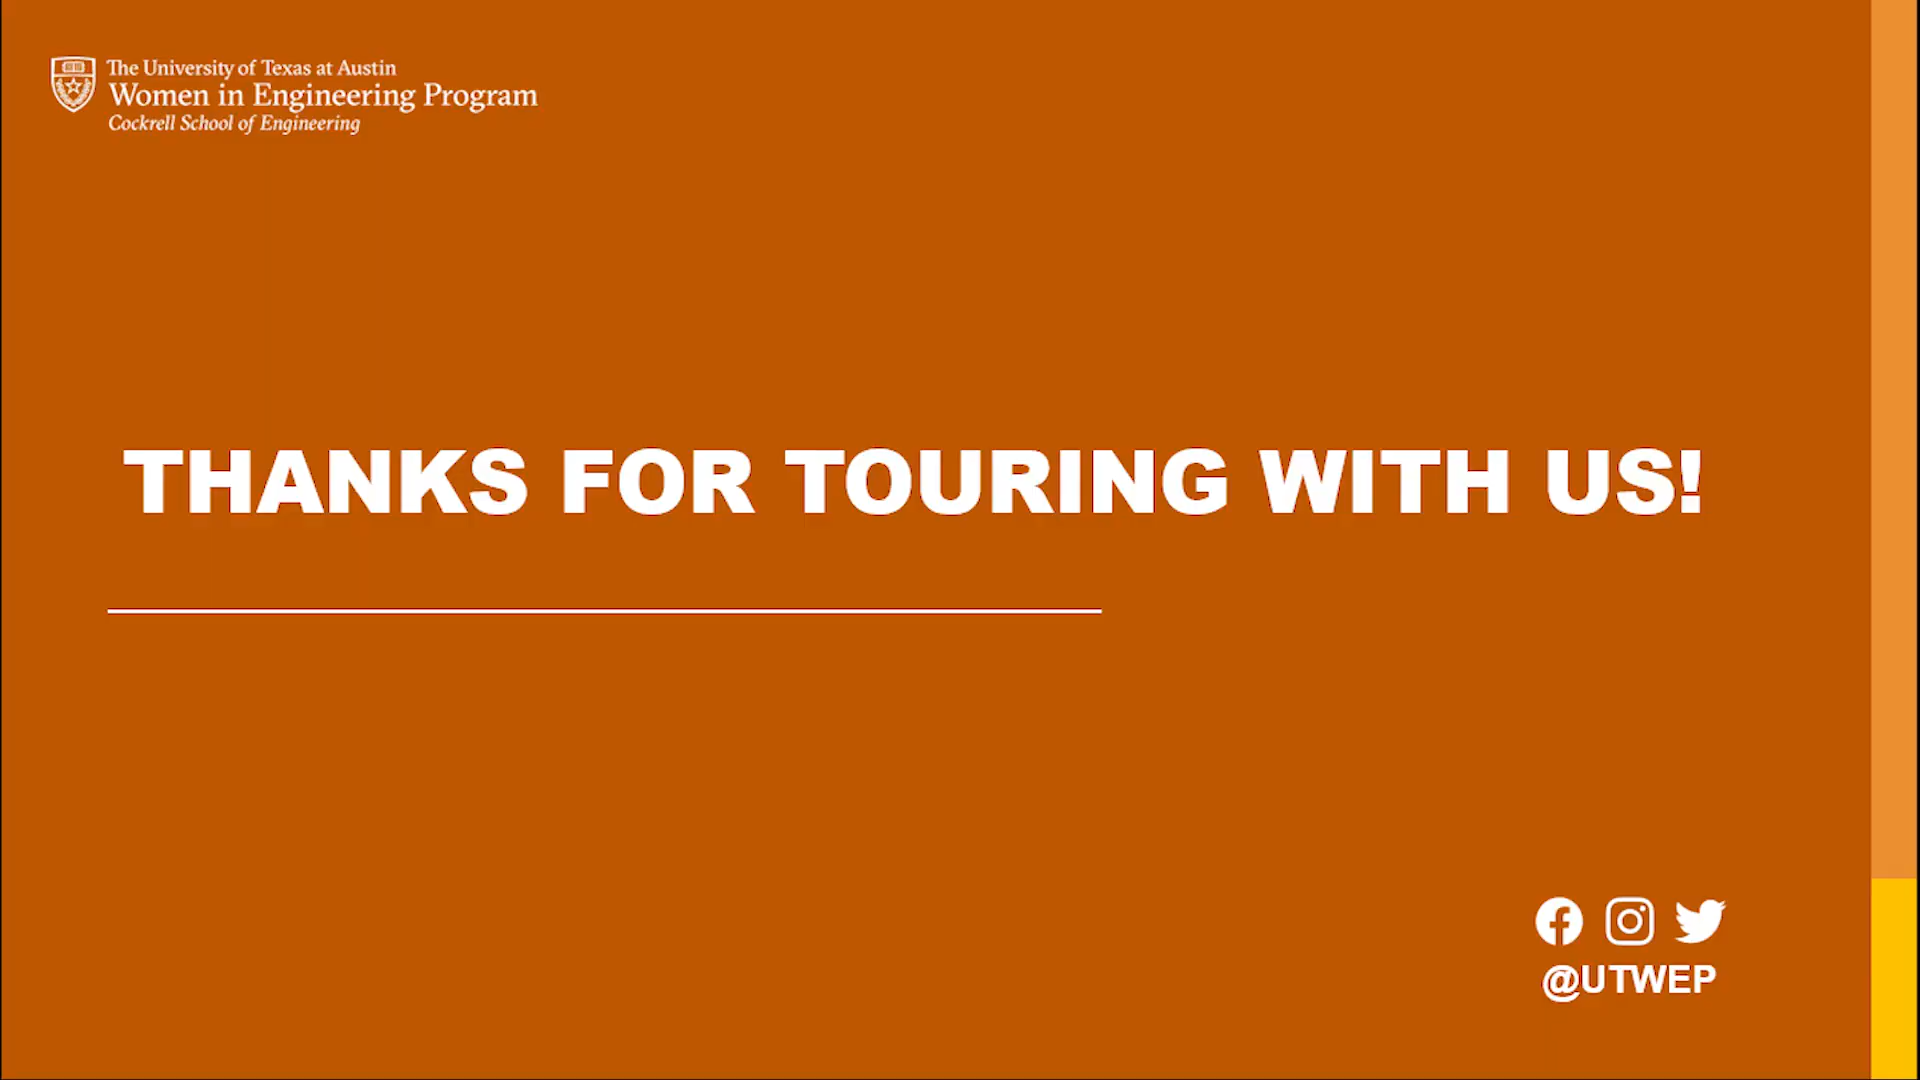 The University of Texas at Austin
Women in Engineering Program
Cockrell School of Engineering
THANKS FOR TOURING WITH US!
@UTWEP